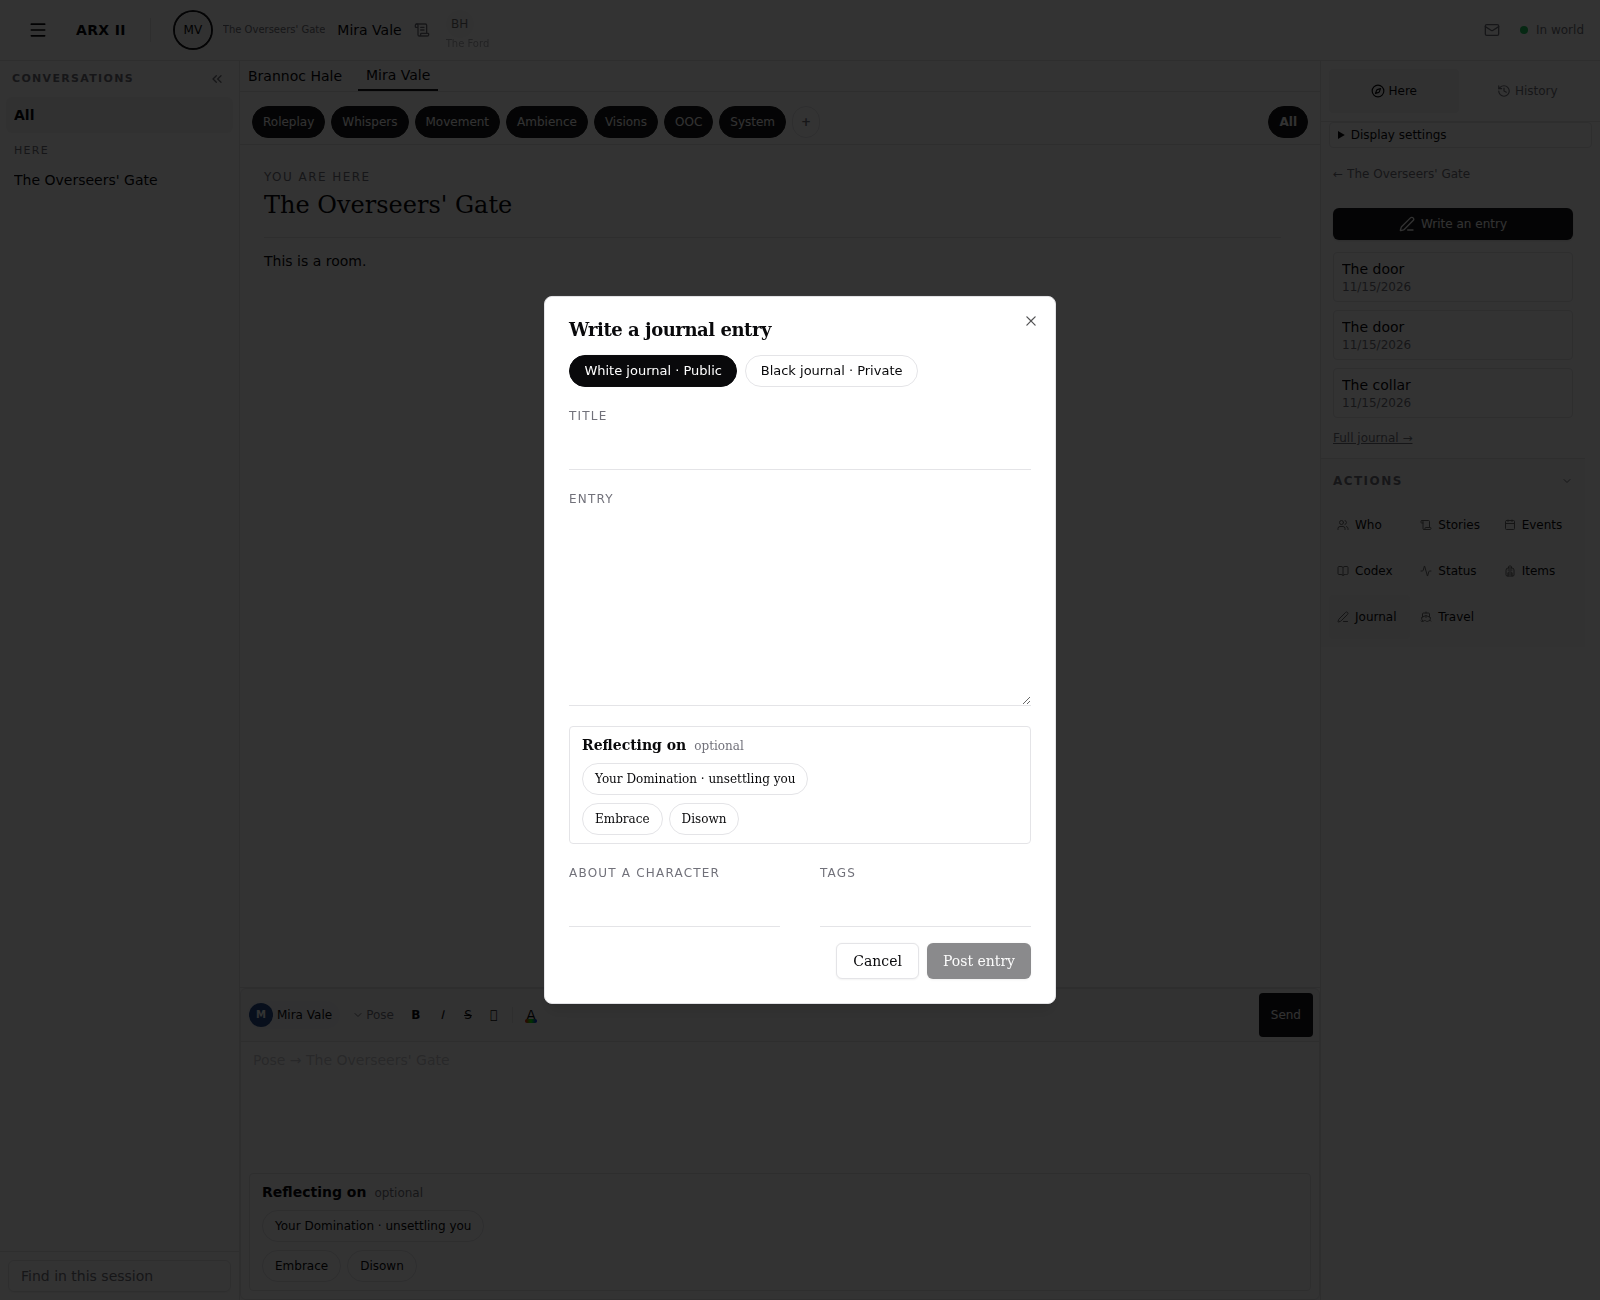 ARX II
MV
The Overseers' Gate
Mira Vale
BH
The Ford
In world
CONVERSATIONS
All
HERE
The Overseers' Gate
Brannoc Hale
Mira Vale
Roleplay
Whispers
Movement
Ambience
Visions
OOC
System
+
All
YOU ARE HERE
The Overseers' Gate
This is a room.
Here
History
Display settings
← The Overseers' Gate
Write an entry
The door
11/15/2026
The door
11/15/2026
The collar
11/15/2026
Full journal →
ACTIONS
Who
Stories
Events
Codex
Status
Items
Journal
Travel
Write a journal entry
White journal · Public
Black journal · Private
TITLE
ENTRY
Reflecting on optional
Your Domination · unsettling you
Embrace
Disown
ABOUT A CHARACTER
TAGS
Cancel
Post entry
M
Mira Vale
Pose
B
I
S
A
Send
Pose → The Overseers' Gate
Reflecting on optional
Your Domination · unsettling you
Embrace
Disown
Find in this session